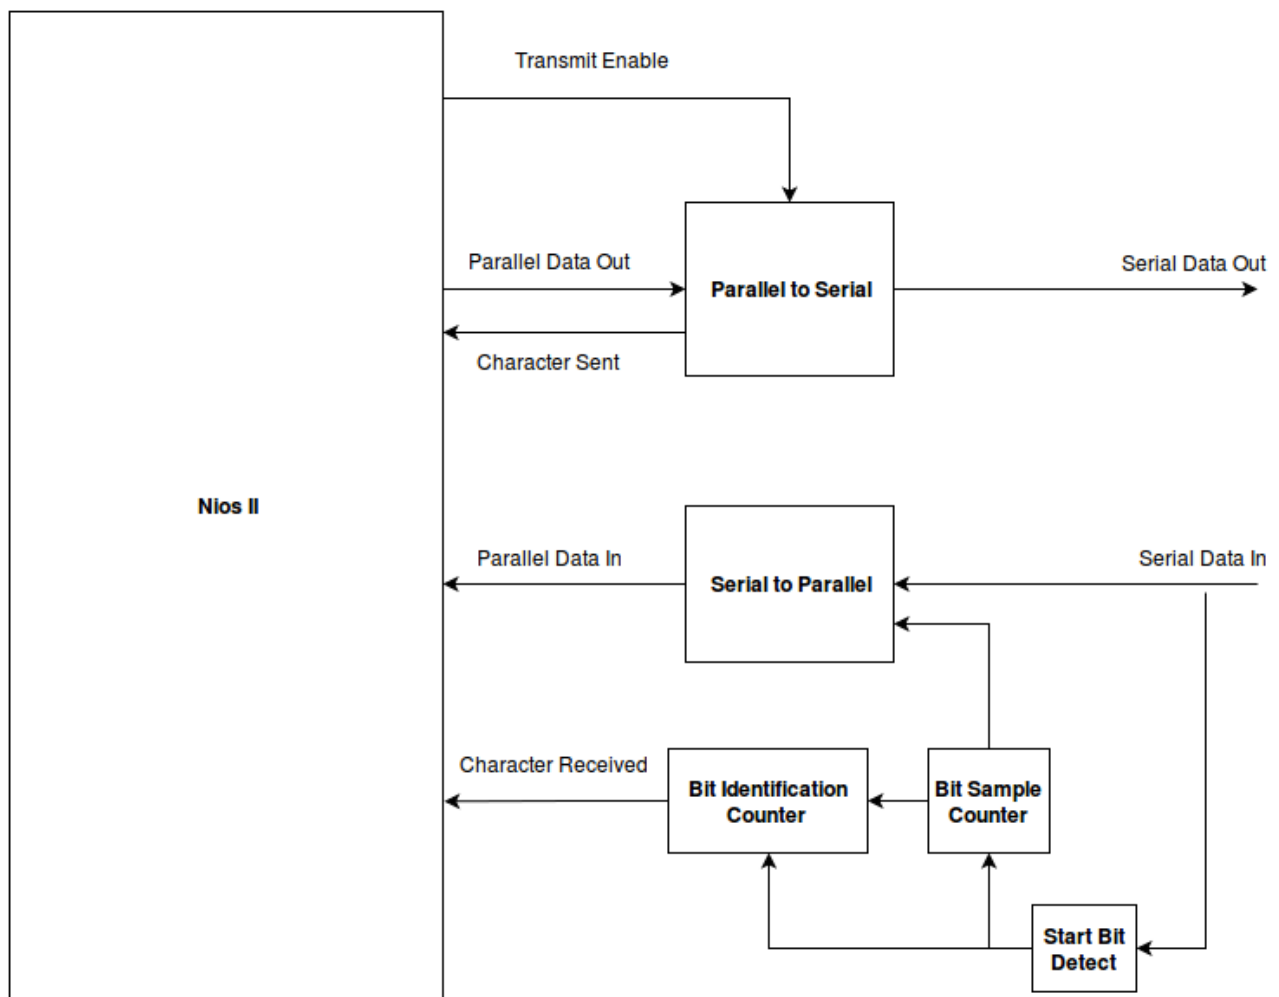 Transmit Enable
Parallel Data Out
Serial Data Out
Parallel to Serial
Character Sent
Nios II
Parallel Data In
Serial Data In
Serial to Parallel
Character Received
Bit Identification
Counter
Bit Sample
Counter
Start Bit
Detect